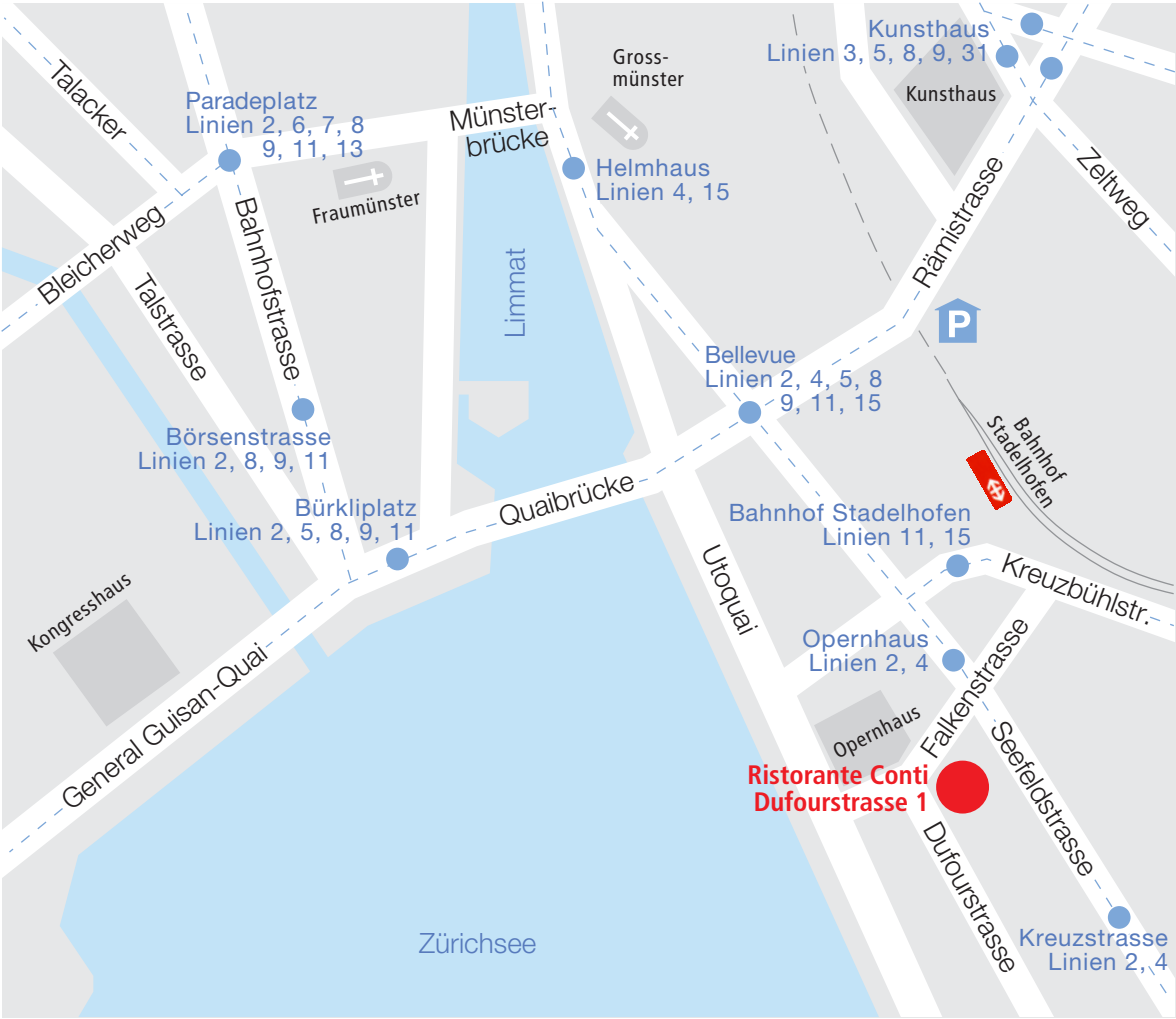 Kunsthaus
Linien 3, 5, 8, 9, 31
Kunsthaus
Gross-
münster
Talacker
Paradeplatz
Linien 2, 6, 7, 8
9, 11, 13
Münster-
brücke
Helmhaus
Linien 4, 15
Zeltweg
Fraumünster
Bleicherweg
Bahnhofstrasse
Rämistrasse
Limmat
Talstrasse
P
Bellevue
Linien 2, 4, 5, 8
9, 11, 15
Börsenstrasse
Linien 2, 8, 9, 11
Bahnhof
Stadelhofen
Bürkliplatz
Linien 2, 5, 8, 9, 11
Quaibrücke
Bahnhof Stadelhofen
Linien 11, 15
Kreuzbühlstr.
Utoquai
Kongresshaus
Opernhaus
Linien 2, 4
Falkenstrasse
General Guisan-Quai
Opernhaus
Seefeldstrasse
Ristorante Conti
Dufourstrasse 1
Dufourstrasse
Zürichsee
Kreuzstrasse
Linien 2, 4